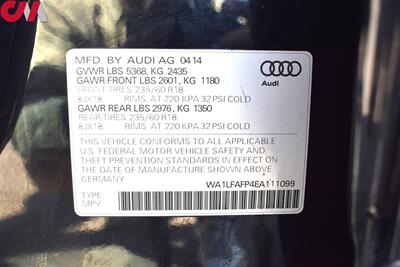 MFD. BY AUDI AG 04 14
GVWR LBS 5368, KG 2435
GAWR FRONT LBS 2601, KG 1180
FRONT TIRES 235/60 R18
8JX18 RIMS, AT 220 KPA 32 PSI COLD
GAWR REAR LBS 2976, KG 1350
REAR TIRES 235/60 R18
8JX18 RIMS, AT 220 KPA 32 PSI COLD
Audi
THIS VEHICLE CONFORMS TO ALL APPLICABLE
U.S. FEDERAL MOTOR VEHICLE SAFETY AND
THEFT PREVENTION STANDARDS IN EFFECT ON
THE DATE OF MANUFACTURE SHOWN ABOVE
GERMANY
WA1LFAFP4EA111099
TYPE:
MPV